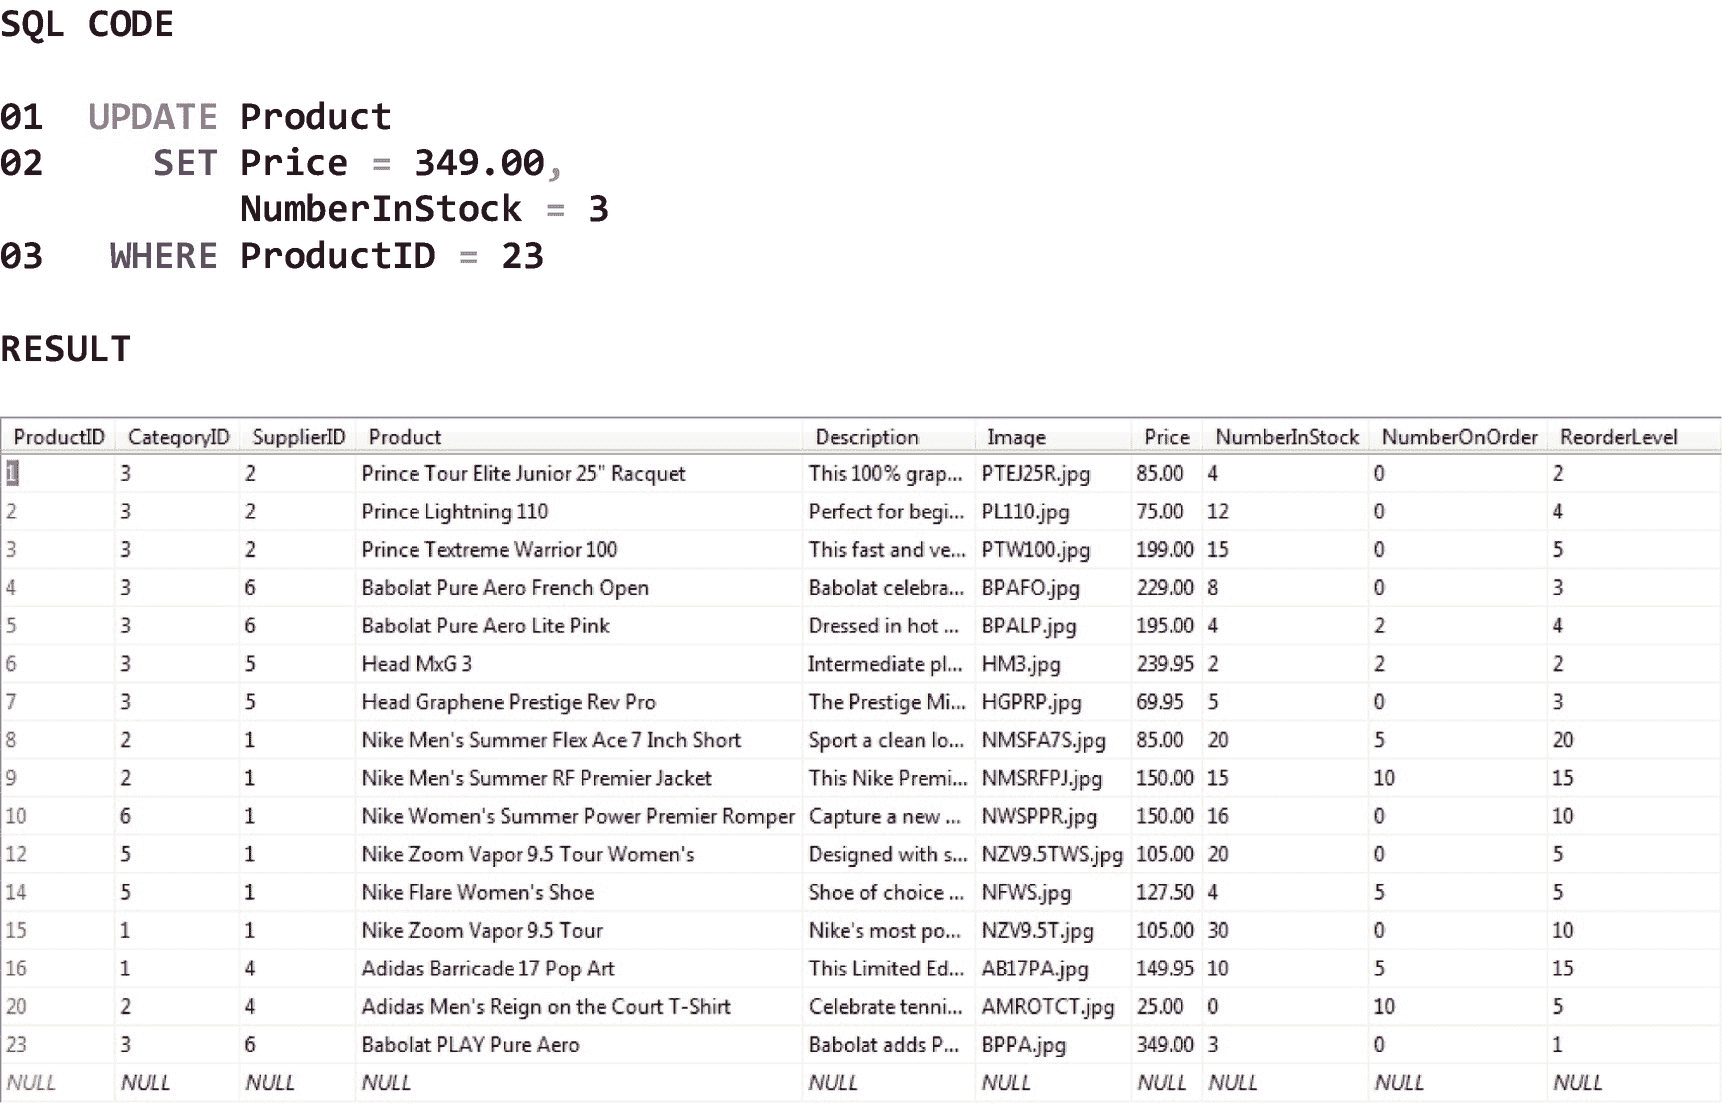 SQL CODE
01 UPDATE Product
02 SET Price = 349.00,
NumberInStock = 3
03 WHERE ProductID = 23
RESULT
ProductID CategoryID SupplierID Product Description Image Price NumberInStock NumberOnOrder ReorderLevel
1 3 2 Prince Tour Elite Junior 25" Racquet This 100% grap... PTEJ25R.jpg 85.00 4 0 2
2 3 2 Prince Lightning 110 Perfect for begi... PL110.jpg 75.00 12 0 4
3 3 2 Prince Textreme Warrior 100 This fast and ve... PTW100.jpg 199.00 15 0 5
4 3 6 Babolat Pure Aero French Open Babolat celebra... BPAFO.jpg 229.00 8 0 3
5 3 6 Babolat Pure Aero Lite Pink Dressed in hot ... BPALP.jpg 195.00 4 2 4
6 3 5 Head MxG 3 Intermediate pl... HM3.jpg 239.95 2 2 2
7 3 5 Head Graphene Prestige Rev Pro The Prestige Mi... HGPRP.jpg 69.95 5 0 3
8 2 1 Nike Men's Summer Flex Ace 7 Inch Short Sport a clean lo... NMSFA7S.jpg 85.00 20 5 20
9 2 1 Nike Men's Summer RF Premier Jacket This Nike Premi... NMSRFPJ.jpg 150.00 15 10 15
10 6 1 Nike Women's Summer Power Premier Romper Capture a new ... NWSPPR.jpg 150.00 16 0 10
12 5 1 Nike Zoom Vapor 9.5 Tour Women's Designed with s... NZV9.5TWS.jpg 105.00 20 0 5
14 5 1 Nike Flare Women's Shoe Shoe of choice ... NFWS.jpg 127.50 4 5 5
15 1 1 Nike Zoom Vapor 9.5 Tour Nike's most po... NZV9.5T.jpg 105.00 30 0 10
16 1 4 Adidas Barricade 17 Pop Art This Limited Ed... AB17PA.jpg 149.95 10 5 15
20 2 4 Adidas Men's Reign on the Court T-Shirt Celebrate tenni... AMROTCT.jpg 25.00 0 10 5
23 3 6 Babolat PLAY Pure Aero Babolat adds P... BPPA.jpg 349.00 3 0 1
NULL NULL NULL NULL NULL NULL NULL NULL NULL NULL